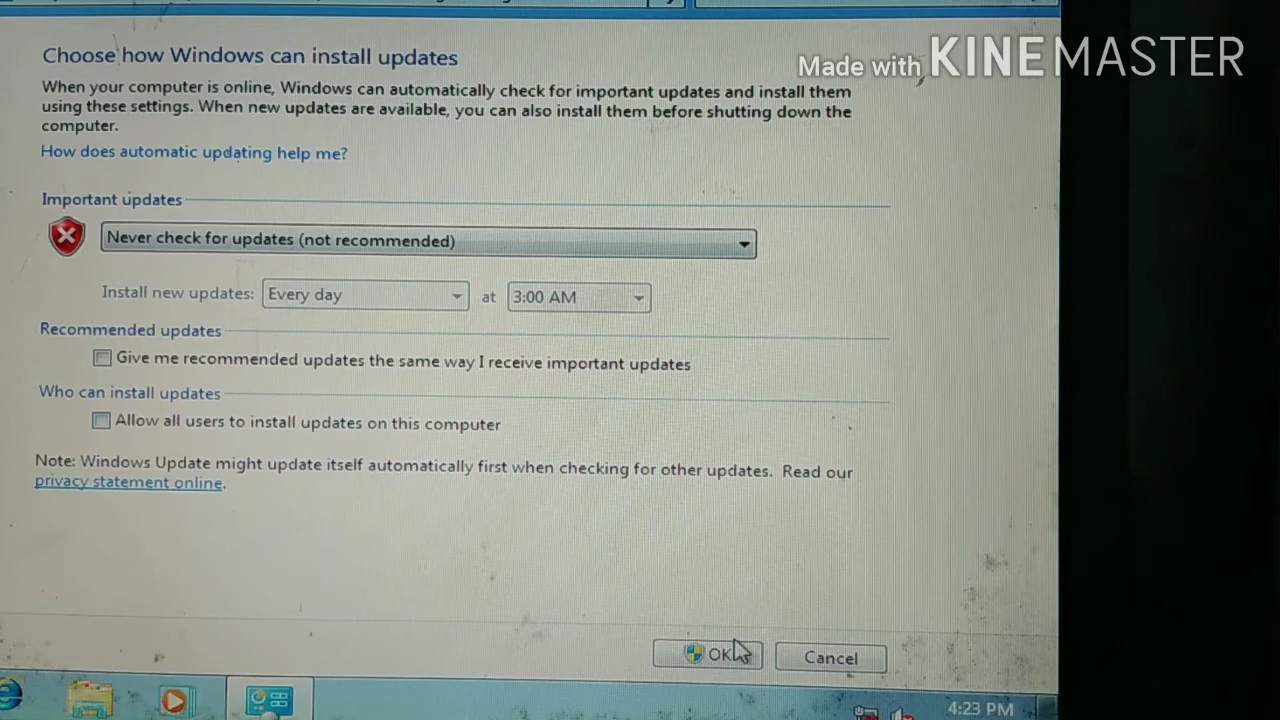 Made with KINEMASTER
Choose how Windows can install updates
When your computer is online, Windows can automatically check for important updates and install them
using these settings. When new updates are available, you can also install them before shutting down the
computer.
How does automatic updating help me?
Important updates
Never check for updates (not recommended)
Install new updates: Every day at 3:00 AM
Recommended updates
Give me recommended updates the same way I receive important updates
Who can install updates
Allow all users to install updates on this computer
Note: Windows Update might update itself automatically first when checking for other updates. Read our
privacy statement online.
OK Cancel
4:23 PM